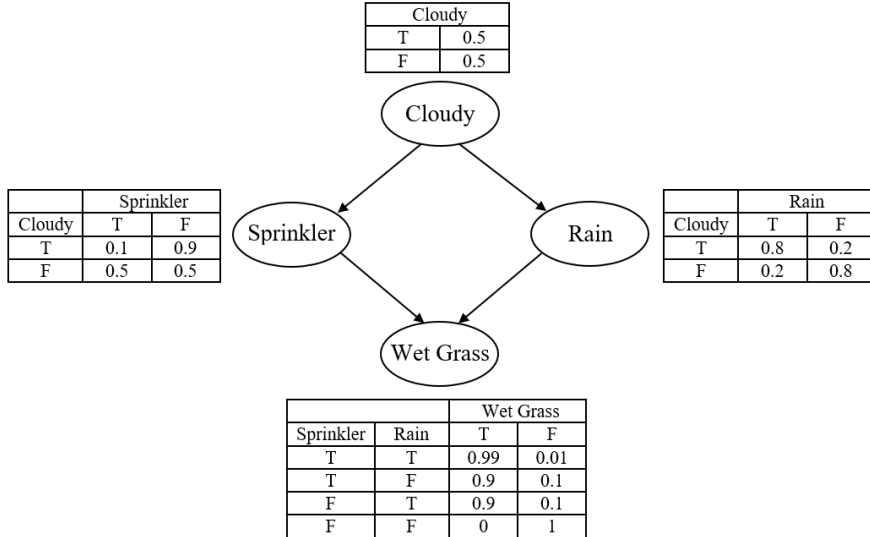 Cloudy
T 0.5
F 0.5
Cloudy
Sprinkler
Cloudy T F
T 0.1 0.9
F 0.5 0.5
Sprinkler
Rain
Rain
Cloudy T F
T 0.8 0.2
F 0.2 0.8
Wet Grass
Wet Grass
Sprinkler Rain T F
T T 0.99 0.01
T F 0.9 0.1
F T 0.9 0.1
F F 0 1